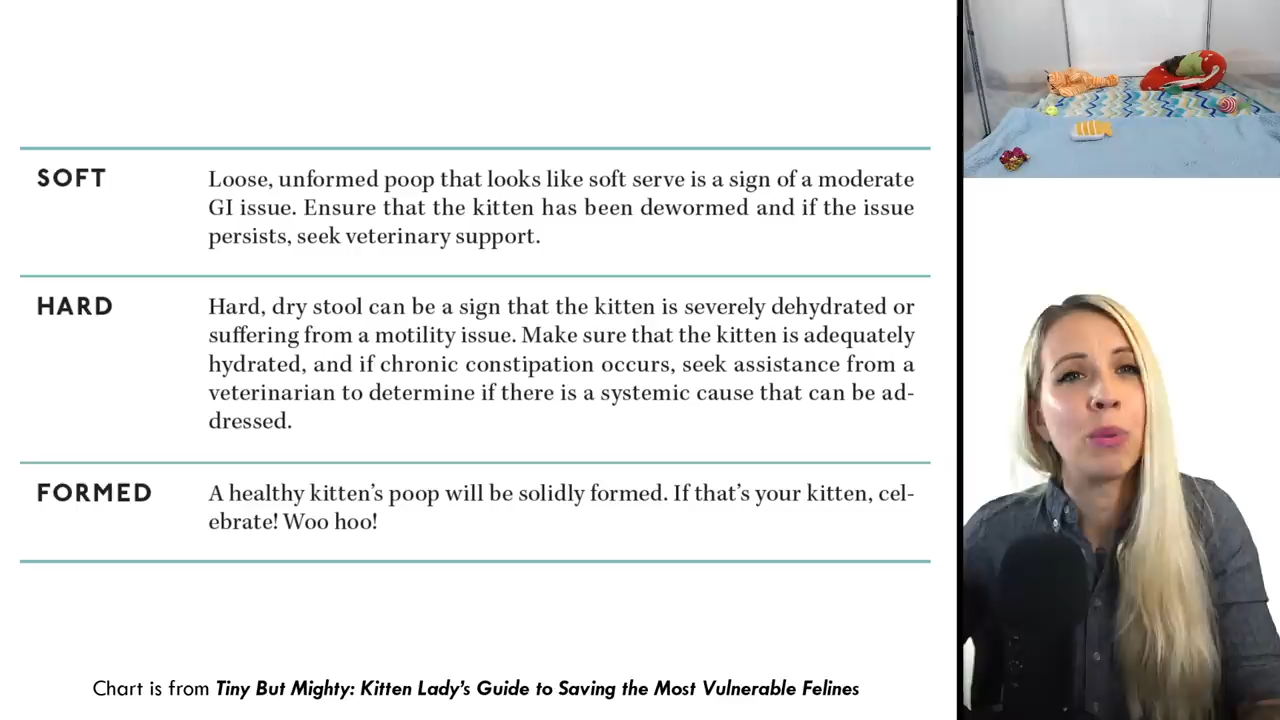 SOFT
Loose, unformed poop that looks like soft serve is a sign of a moderate
GI issue. Ensure that the kitten has been dewormed and if the issue
persists, seek veterinary support.
HARD
Hard, dry stool can be a sign that the kitten is severely dehydrated or
suffering from a motility issue. Make sure that the kitten is adequately
hydrated, and if chronic constipation occurs, seek assistance from a
veterinarian to determine if there is a systemic cause that can be ad-
dressed.
FORMED
A healthy kitten’s poop will be solidly formed. If that’s your kitten, cel-
ebrate! Woo hoo!
Chart is from Tiny But Mighty: Kitten Lady’s Guide to Saving the Most Vulnerable Felines